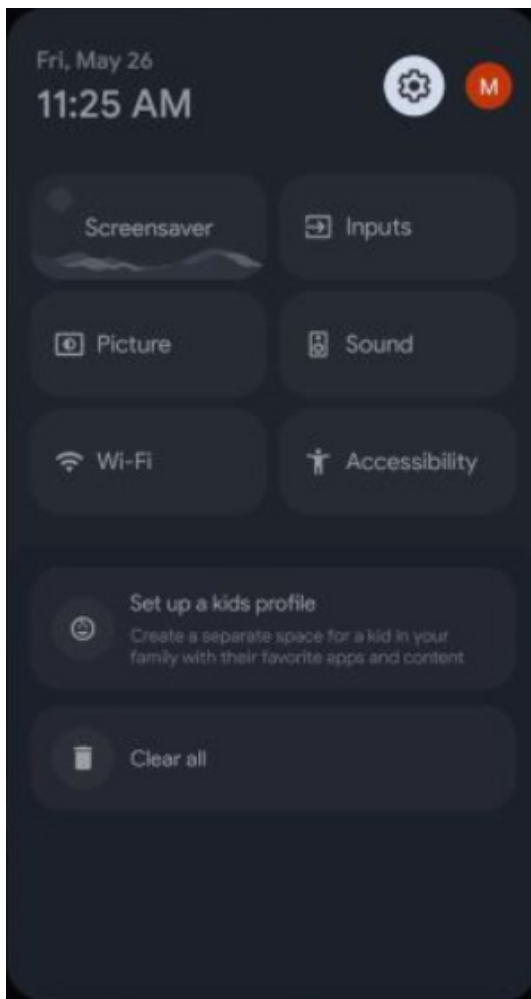 Fri, May 26
11:25 AM
M
Screensaver
Inputs
Picture
Sound
Wi-Fi
Accessibility
Set up a kids profile
Create a separate space for a kid in your
family with their favorite apps and content
Clear all